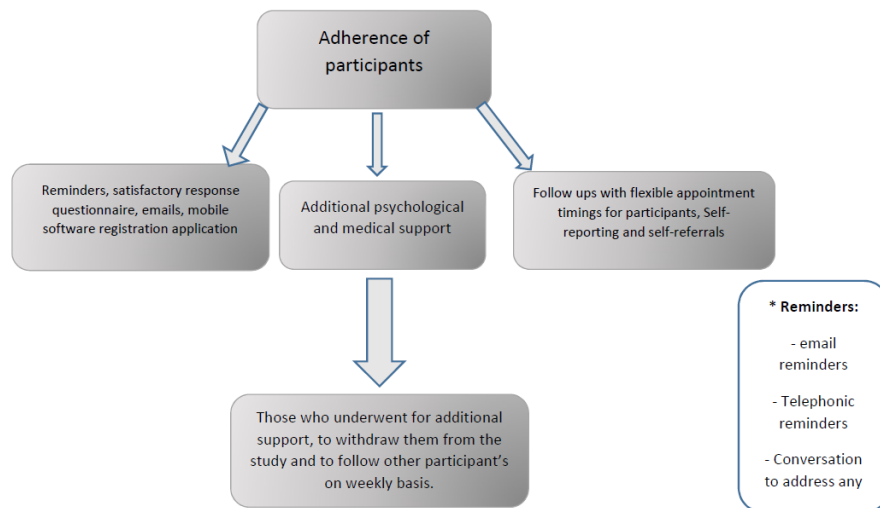 Adherence of
participants
Reminders, satisfactory response
questionnaire, emails, mobile
software registration application
Additional psychological
and medical support
Follow ups with flexible appointment
timings for participants, Self-
reporting and self-referrals
Those who underwent for additional
support, to withdraw them from the
study and to follow other participant’s
on weekly basis.
* Reminders:
- email
reminders
- Telephonic
reminders
- Conversation
to address any